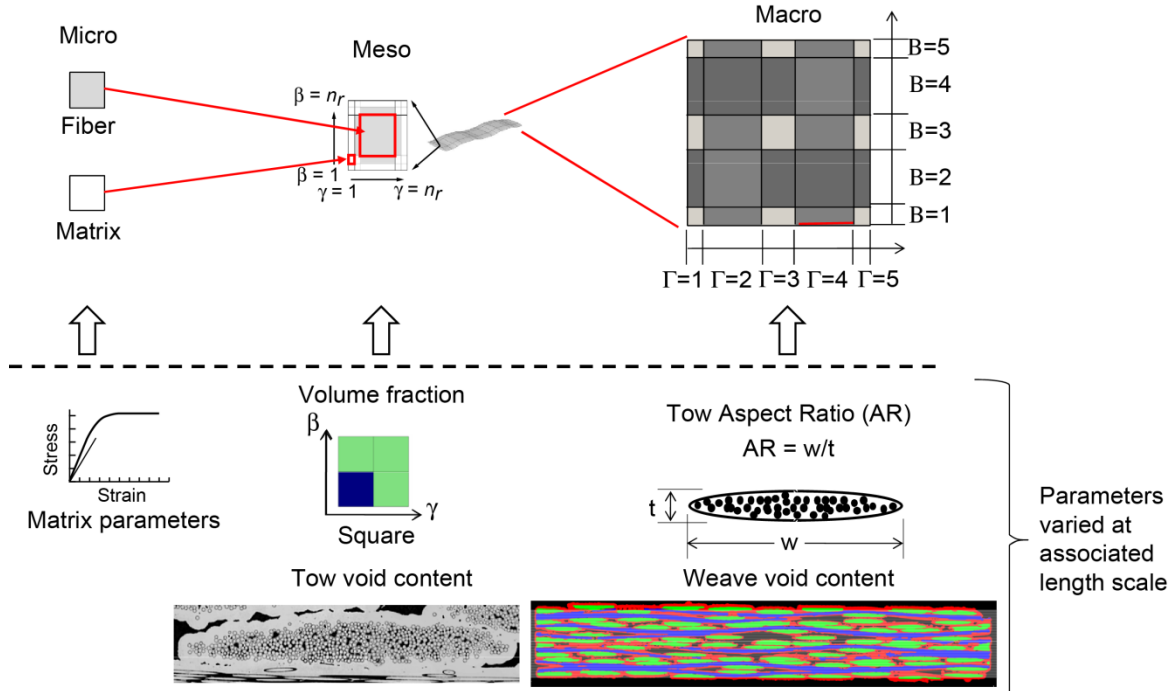 Micro
Fiber
Matrix
Meso
β = nᵣ
β = 1
γ = 1
γ = nᵣ
Macro
B=5
B=4
B=3
B=2
B=1
Γ=1 Γ=2 Γ=3 Γ=4 Γ=5
Stress
Strain
Matrix parameters
Volume fraction
β
γ
Square
Tow Aspect Ratio (AR)
AR = w/t
t
w
Tow void content
Weave void content
Parameters
varied at
associated
length scale